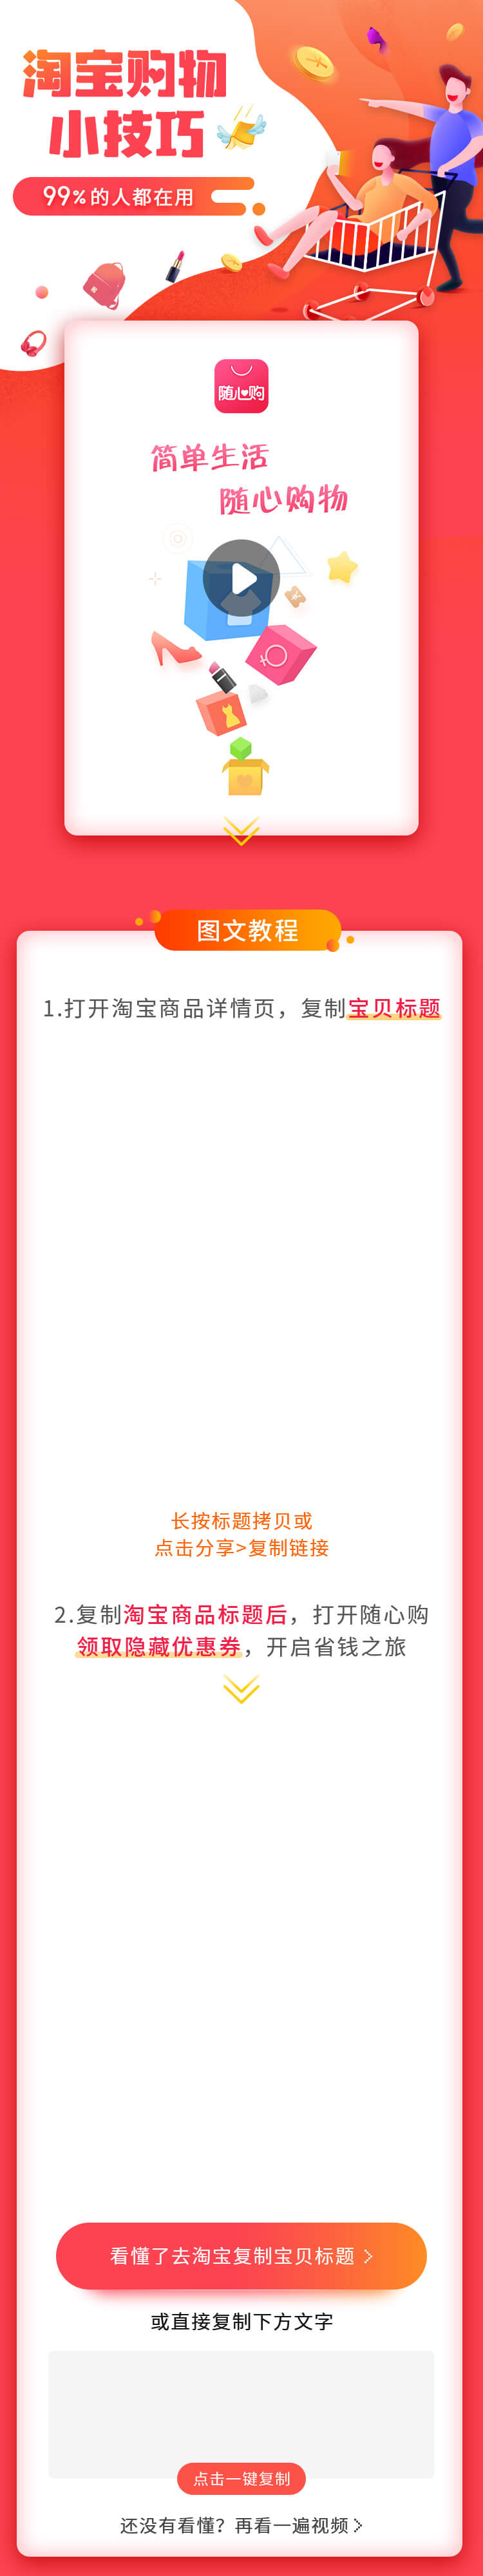 淘宝购物
小技巧
99%的人都在用
随心购
简单生活
随心购物
图文教程
1.打开淘宝商品详情页，复制宝贝标题
长按标题拷贝或
点击分享>复制链接
2.复制淘宝商品标题后，打开随心购
领取隐藏优惠券，开启省钱之旅
看懂了去淘宝复制宝贝标题 >
或直接复制下方文字
点击一键复制
还没有看懂？再看一遍视频 >